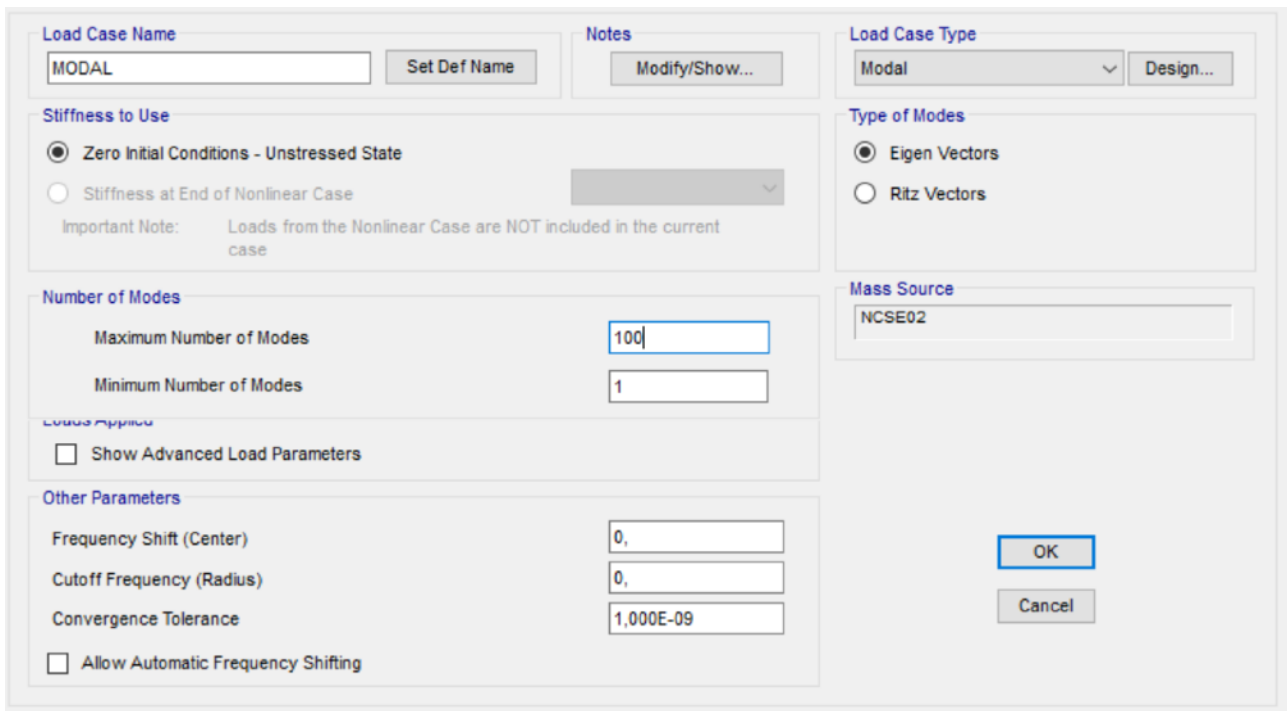 Load Case Name
MODAL
Set Def Name
Notes
Modify/Show...
Load Case Type
Modal
Design...
Stiffness to Use
Zero Initial Conditions - Unstressed State
Stiffness at End of Nonlinear Case
Important Note: Loads from the Nonlinear Case are NOT included in the current
case
Type of Modes
Eigen Vectors
Ritz Vectors
Number of Modes
Maximum Number of Modes 100
Minimum Number of Modes 1
Mass Source
NCSE02
Loads Applied
Show Advanced Load Parameters
Other Parameters
Frequency Shift (Center) 0,
Cutoff Frequency (Radius) 0,
Convergence Tolerance 1,000E-09
Allow Automatic Frequency Shifting
OK
Cancel